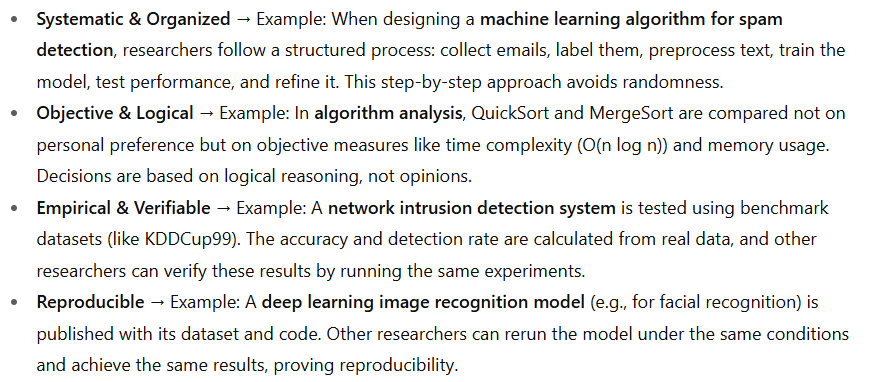 • Systematic & Organized → Example: When designing a machine learning algorithm for spam
detection, researchers follow a structured process: collect emails, label them, preprocess text, train the
model, test performance, and refine it. This step-by-step approach avoids randomness.
• Objective & Logical → Example: In algorithm analysis, QuickSort and MergeSort are compared not on
personal preference but on objective measures like time complexity (O(n log n)) and memory usage.
Decisions are based on logical reasoning, not opinions.
• Empirical & Verifiable → Example: A network intrusion detection system is tested using benchmark
datasets (like KDDCup99). The accuracy and detection rate are calculated from real data, and other
researchers can verify these results by running the same experiments.
• Reproducible → Example: A deep learning image recognition model (e.g., for facial recognition) is
published with its dataset and code. Other researchers can rerun the model under the same conditions
and achieve the same results, proving reproducibility.